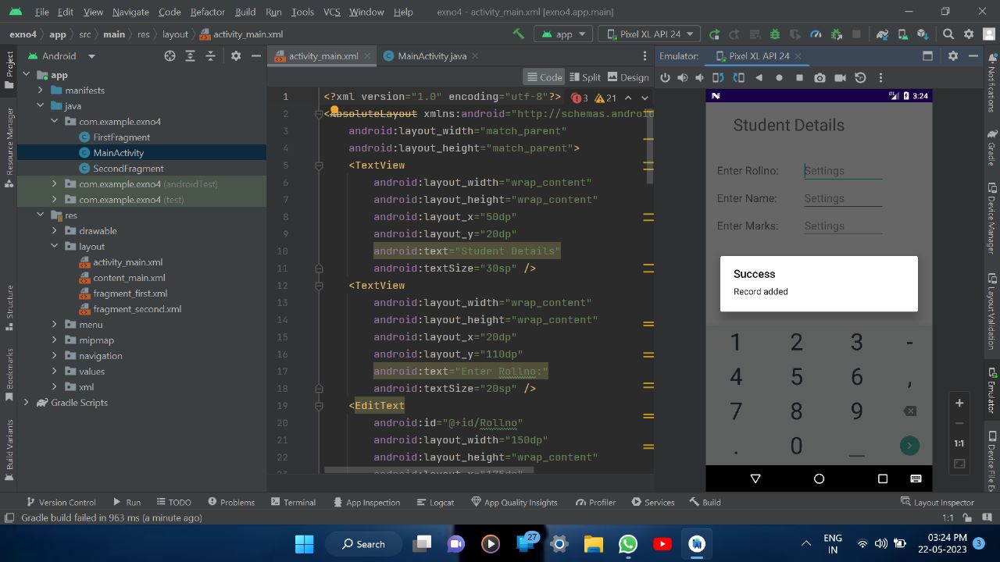 File Edit View Navigate Code Refactor Build Run Tools VCS Window Help exno4 - activity_main.xml [exno4.app.main]
exno4 app src main res layout activity_main.xml app Pixel XL API 24
Project
Resource Manager
Structure
Bookmarks
Build Variants
Android
app
manifests
java
com.example.exno4
FirstFragment
MainActivity
SecondFragment
com.example.exno4 (androidTest)
com.example.exno4 (test)
res
drawable
layout
activity_main.xml
content_main.xml
fragment_first.xml
fragment_second.xml
menu
mipmap
navigation
values
xml
Gradle Scripts
activity_main.xml MainActivity.java
Code Split Design
3 21
1 <?xml version="1.0" encoding="utf-8"?>
2 <AbsoluteLayout xmlns:android="http://schemas.android
3 android:layout_width="match_parent"
4 android:layout_height="match_parent">
5 <TextView
6 android:layout_width="wrap_content"
7 android:layout_height="wrap_content"
8 android:layout_x="50dp"
9 android:layout_y="20dp"
10 android:text="Student Details"
11 android:textSize="30sp" />
12 <TextView
13 android:layout_width="wrap_content"
14 android:layout_height="wrap_content"
15 android:layout_x="20dp"
16 android:layout_y="110dp"
17 android:text="Enter Rollno:"
18 android:textSize="20sp" />
19 <EditText
20 android:id="@+id/Rollno"
21 android:layout_width="150dp"
22 android:layout_height="wrap_content"
23 android:layout_x="175dp"
Emulator: Pixel XL API 24
3:24
Student Details
Enter Rollno: Settings
Enter Name: Settings
Enter Marks: Settings
Success
Record added
1 2 3 -
4 5 6 ,
7 8 9
. 0 _
1:1
Notifications
Gradle
Device Manager
Layout Validation
Emulator
Device File Ex
Version Control Run TODO Problems Terminal App Inspection Logcat App Quality Insights Profiler Services Build Layout Inspector
Gradle build failed in 963 ms (a minute ago) 1:1
Search 27 ENG 03:24 PM
IN 22-05-2023 3